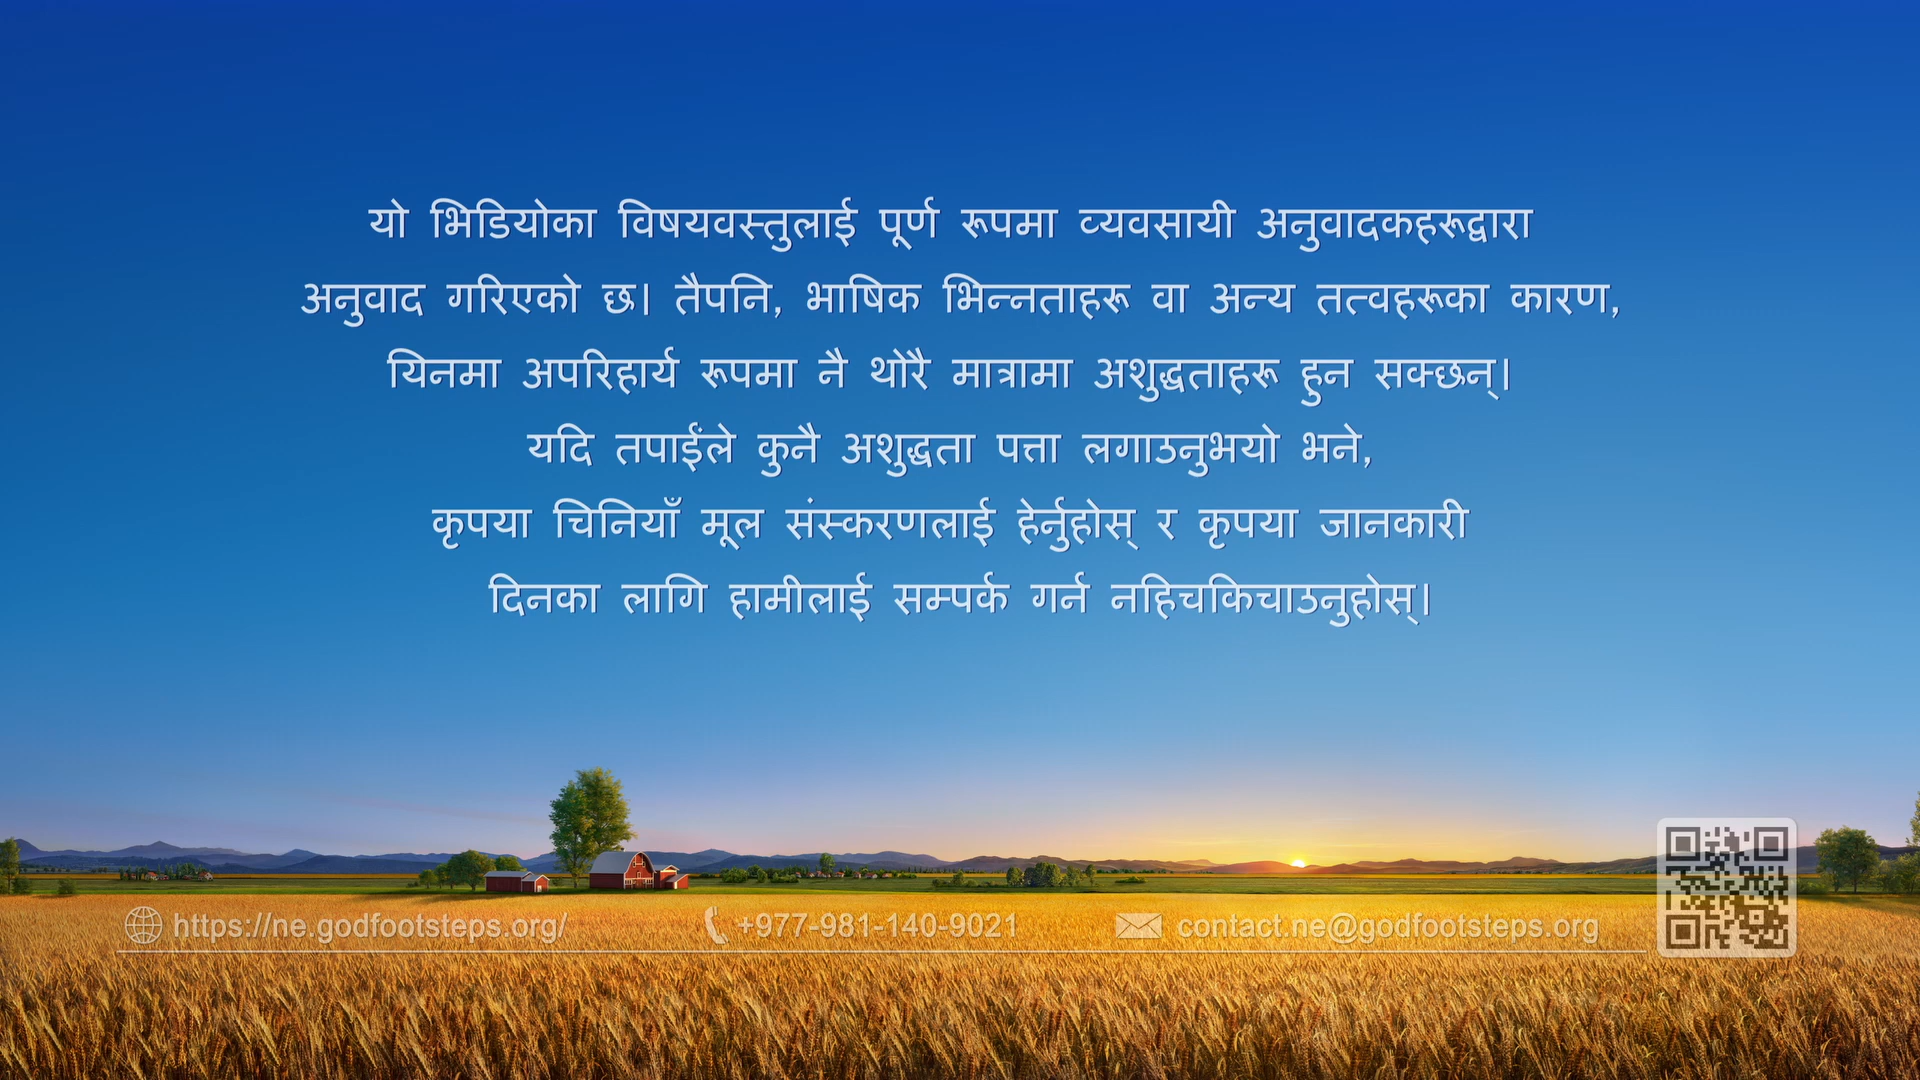 यो भिडियोका विषयवस्तुलाई पूर्ण रूपमा व्यवसायी अनुवादकहरूद्वारा
अनुवाद गरिएको छ। तैपनि, भाषिक भिन्नताहरू वा अन्य तत्वहरूका कारण,
यिनमा अपरिहार्य रूपमा नै थोरै मात्रामा अशुद्धताहरू हुन सक्छन्।
यदि तपाईंले कुनै अशुद्धता पत्ता लगाउनुभयो भने,
कृपया चिनियाँ मूल संस्करणलाई हेर्नुहोस् र कृपया जानकारी
दिनका लागि हामीलाई सम्पर्क गर्न नहिचकिचाउनुहोस्।
https://ne.godfootsteps.org/ +977-981-140-9021 contact.ne@godfootsteps.org